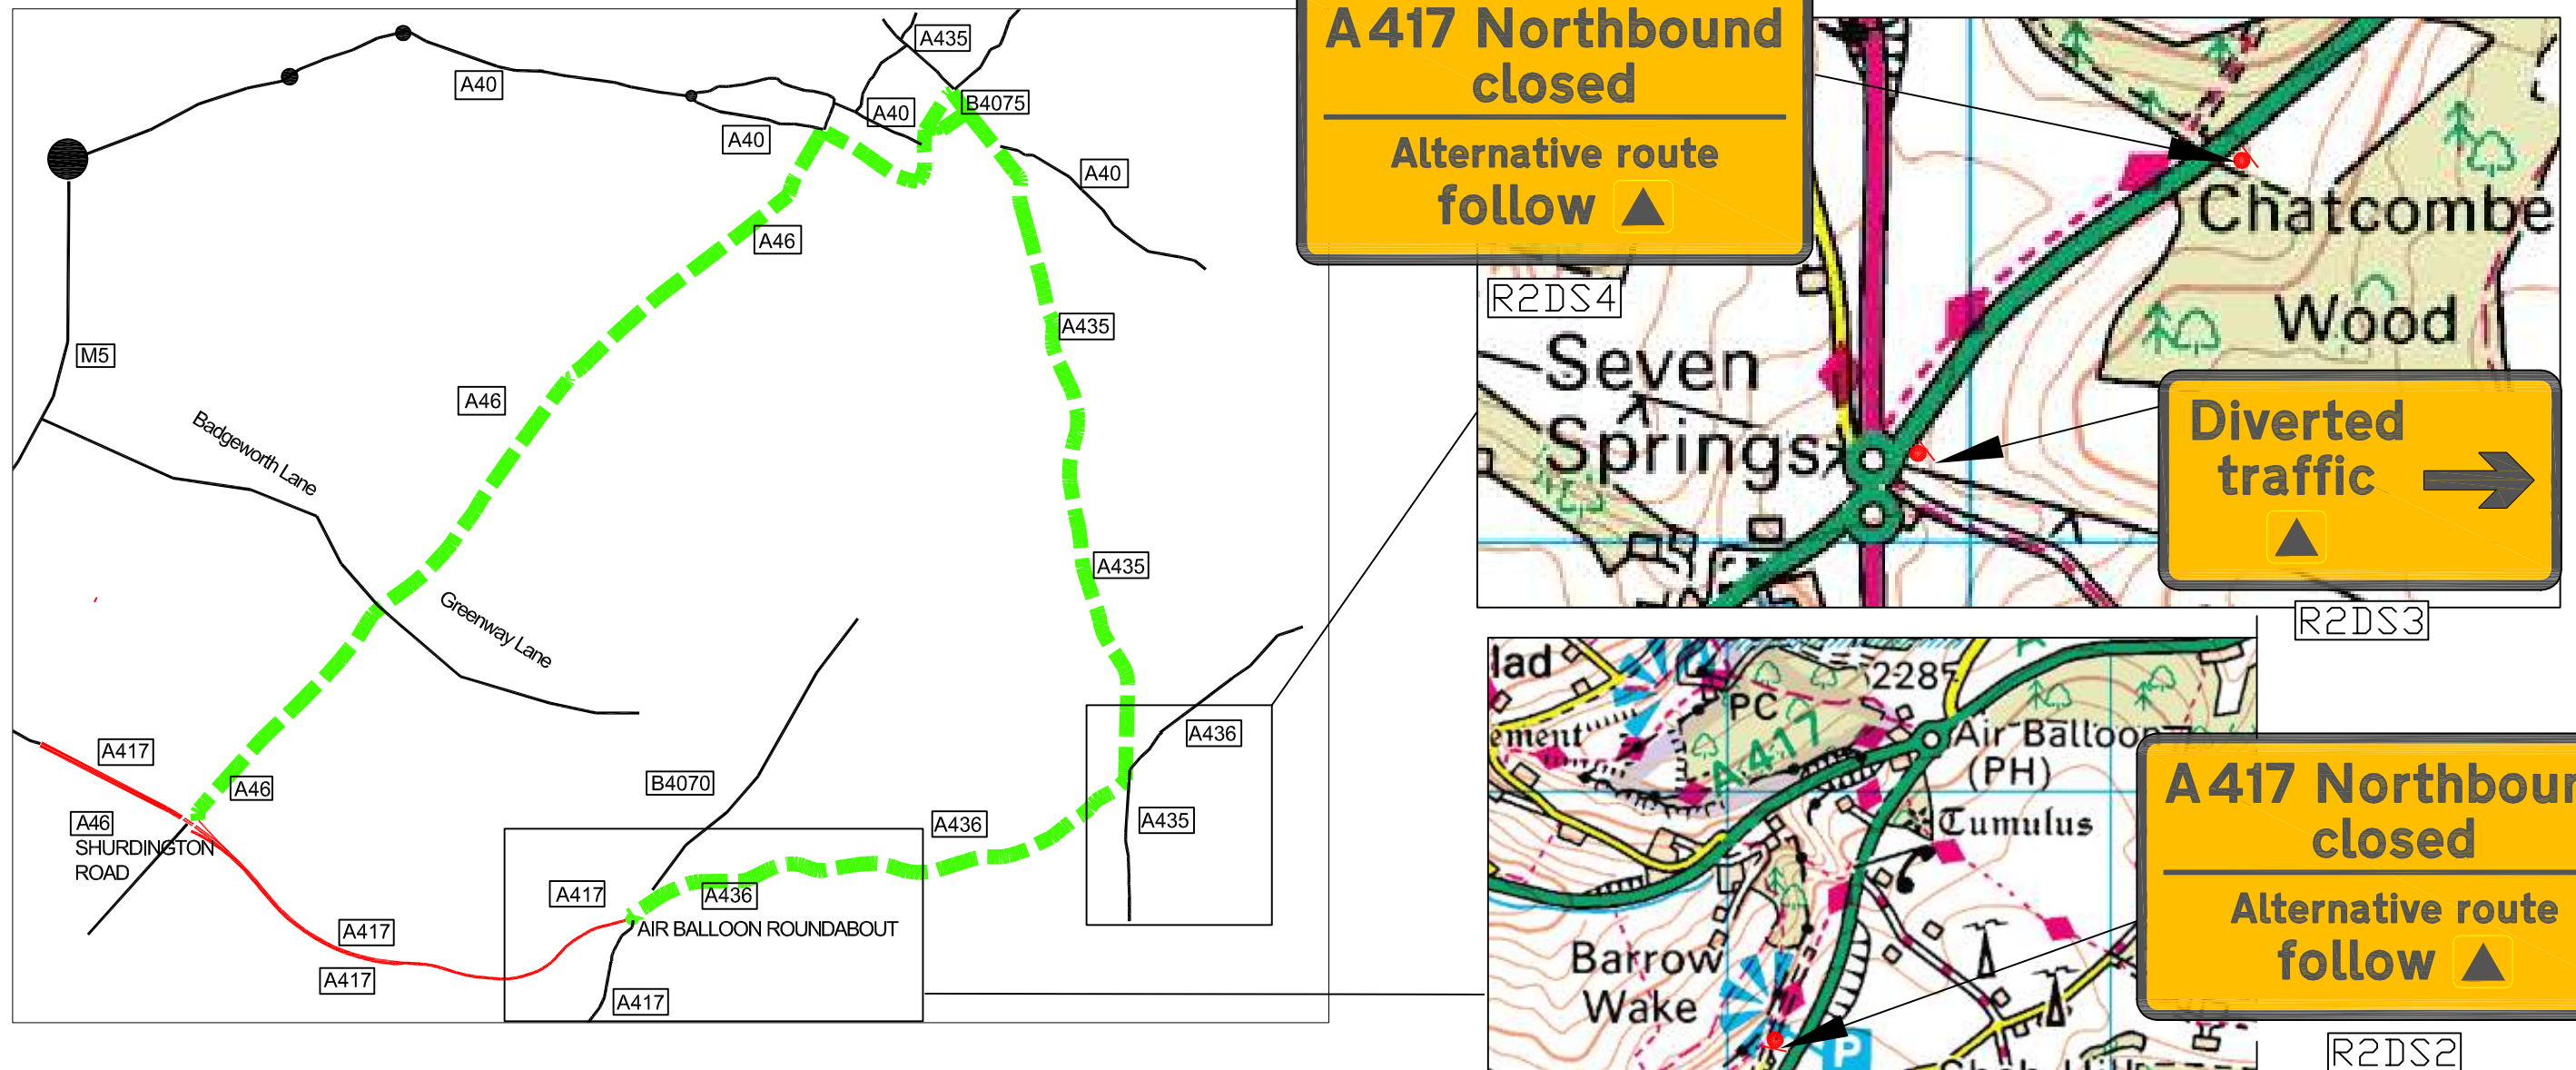 A435
A40
B4075
A40
A40
A40
A46
A435
M5
A46
Badgeworth Lane
A435
Greenway Lane
A417
A436
A46
B4070
A46
SHURDINGTON
ROAD
A436
A435
A417
A436
A417
AIR BALLOON ROUNDABOUT
A417
A417
A417 Northbound
closed
Alternative route
follow
R2DS4
Chatcombe
Wood
Seven
Springs
Diverted
traffic
R2DS3
lad
PC
A417
ement
Air Balloon
(PH)
Tumulus
Barrow
Wake
P
A417 Northboun
closed
Alternative route
follow
R2DS2